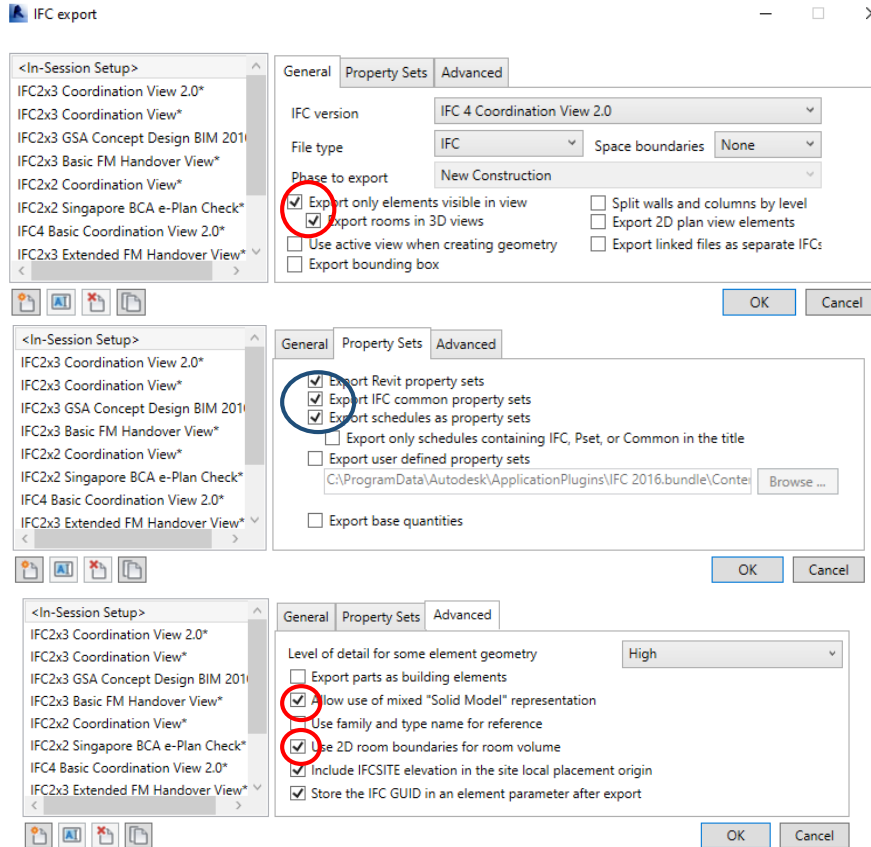 IFC export
<In-Session Setup>
IFC2x3 Coordination View 2.0*
IFC2x3 Coordination View*
IFC2x3 GSA Concept Design BIM 201
IFC2x3 Basic FM Handover View*
IFC2x2 Coordination View*
IFC2x2 Singapore BCA e-Plan Check*
IFC4 Basic Coordination View 2.0*
IFC2x3 Extended FM Handover View*
General Property Sets Advanced
IFC version IFC 4 Coordination View 2.0
File type IFC Space boundaries None
Phase to export New Construction
Export only elements visible in view Split walls and columns by level
Export rooms in 3D views Export 2D plan view elements
Use active view when creating geometry Export linked files as separate IFCs
Export bounding box
OK Cancel
<In-Session Setup>
IFC2x3 Coordination View 2.0*
IFC2x3 Coordination View*
IFC2x3 GSA Concept Design BIM 201
IFC2x3 Basic FM Handover View*
IFC2x2 Coordination View*
IFC2x2 Singapore BCA e-Plan Check*
IFC4 Basic Coordination View 2.0*
IFC2x3 Extended FM Handover View*
General Property Sets Advanced
Export Revit property sets
Export IFC common property sets
Export schedules as property sets
Export only schedules containing IFC, Pset, or Common in the title
Export user defined property sets
C:\ProgramData\Autodesk\ApplicationPlugins\IFC 2016.bundle\Conte Browse ...
Export base quantities
OK Cancel
<In-Session Setup>
IFC2x3 Coordination View 2.0*
IFC2x3 Coordination View*
IFC2x3 GSA Concept Design BIM 201
IFC2x3 Basic FM Handover View*
IFC2x2 Coordination View*
IFC2x2 Singapore BCA e-Plan Check*
IFC4 Basic Coordination View 2.0*
IFC2x3 Extended FM Handover View*
General Property Sets Advanced
Level of detail for some element geometry High
Export parts as building elements
Allow use of mixed "Solid Model" representation
Use family and type name for reference
Use 2D room boundaries for room volume
Include IFCSITE elevation in the site local placement origin
Store the IFC GUID in an element parameter after export
OK Cancel